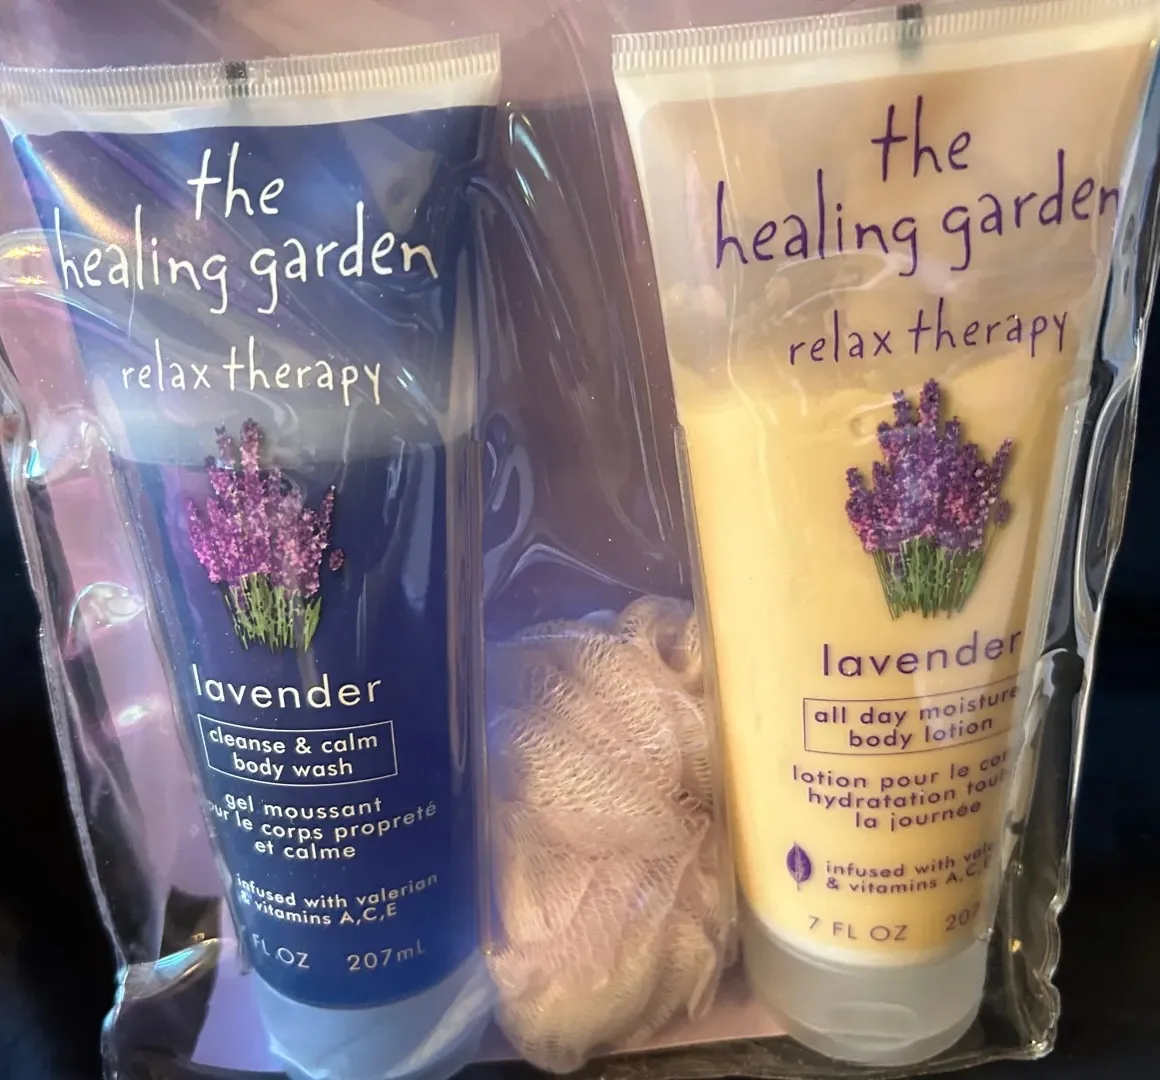 the
healing garden
relax therapy
lavender
cleanse & calm
body wash
gel moussant
le corps propreté
et calme
infused with valerian
& vitamins A,C,E
FL OZ 207mL
the
healing garden
relax therapy
lavender
all day moisture
body lotion
lotion pour le
hydratation
la journée
infused with
& vitamins A,C,
7 FL OZ